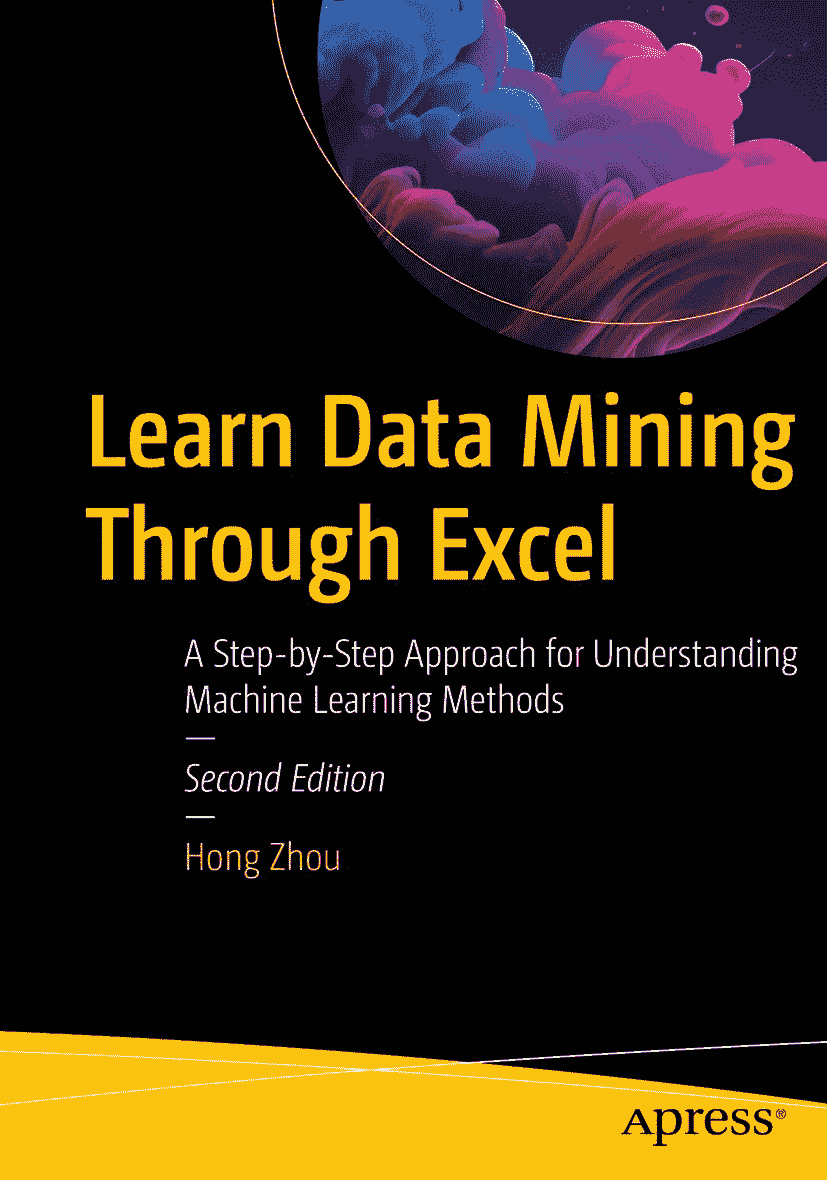 Learn Data Mining
Through Excel
A Step-by-Step Approach for Understanding
Machine Learning Methods
—
Second Edition
—
Hong Zhou
Apress®